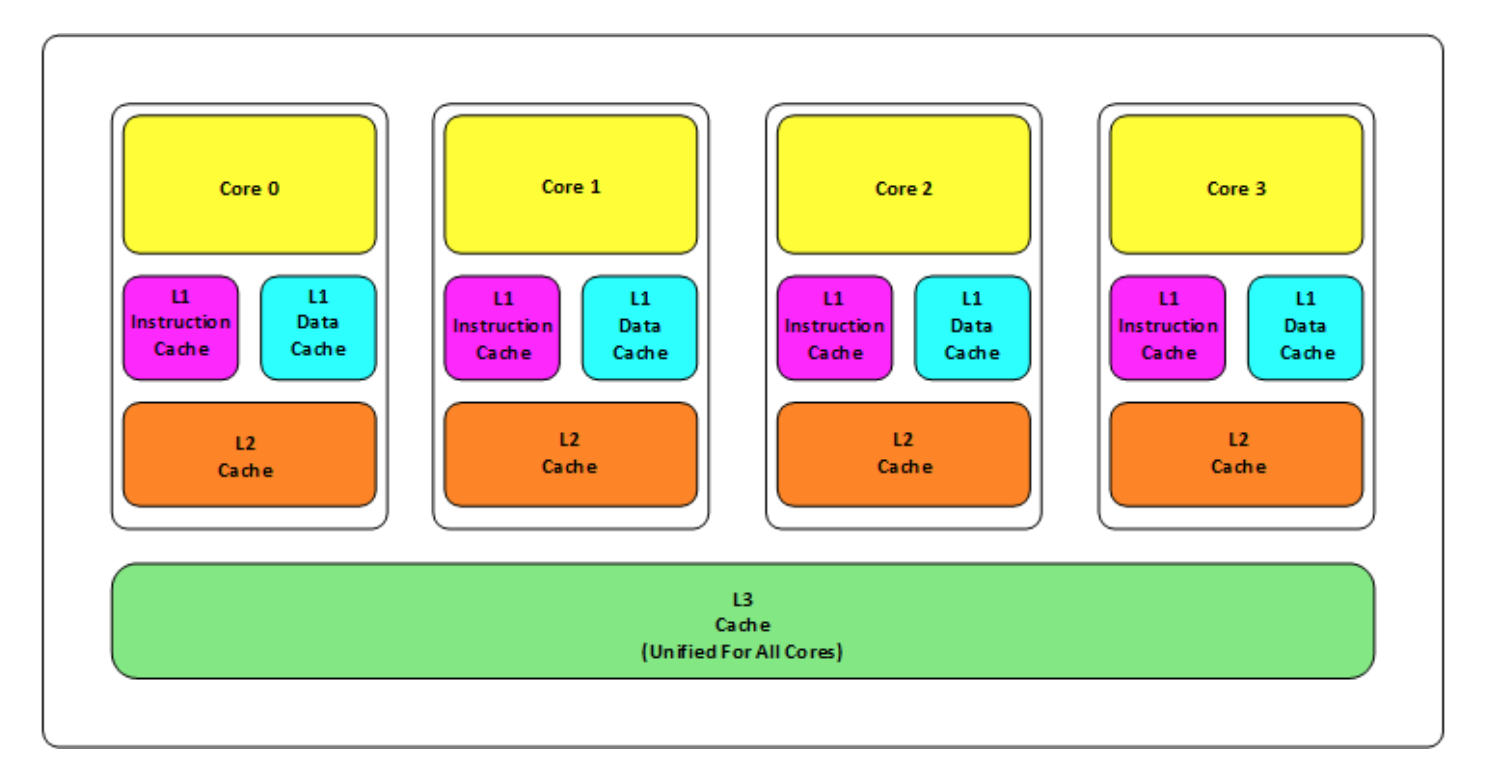 Core 0
Core 1
Core 2
Core 3
L1
Instruction
Cache
L1
Data
Cache
L1
Instruction
Cache
L1
Data
Cache
L1
Instruction
Cache
L1
Data
Cache
L1
Instruction
Cache
L1
Data
Cache
L2
Cache
L2
Cache
L2
Cache
L2
Cache
L3
Cache
(Unified For All Cores)